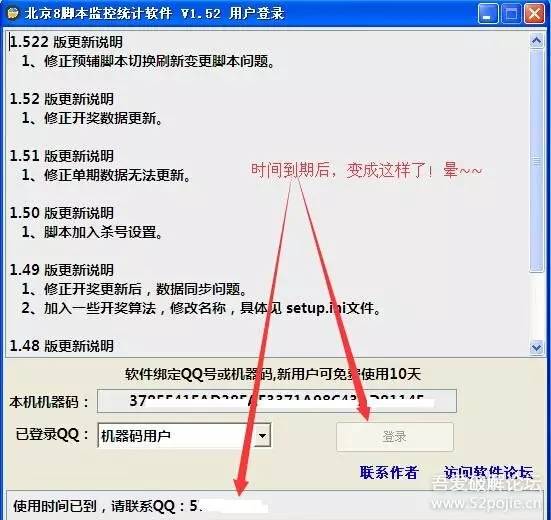 北京8脚本监控统计软件 V1.52 用户登录
1.522 版更新说明
1、修正预辅脚本切换刷新变更脚本问题。
1.52 版更新说明
1、修正开奖数据更新。
1.51 版更新说明
1、修正单期数据无法更新。
时间到期后，变成这样了！晕~~
1.50 版更新说明
1、脚本加入杀号设置。
1.49 版更新说明
1、修正开奖更新后，数据同步问题。
2、加入一些开奖算法，修改名称，具体见 setup.ini文件。
1.48 版更新说明
软件绑定QQ号或机器码,新用户可免费使用10天
本机机器码：
已登录QQ： 机器码用户 登录
联系作者 访问软件论坛
使用时间已到，请联系QQ：5.
吾爱破解论坛
www.52pojie.cn